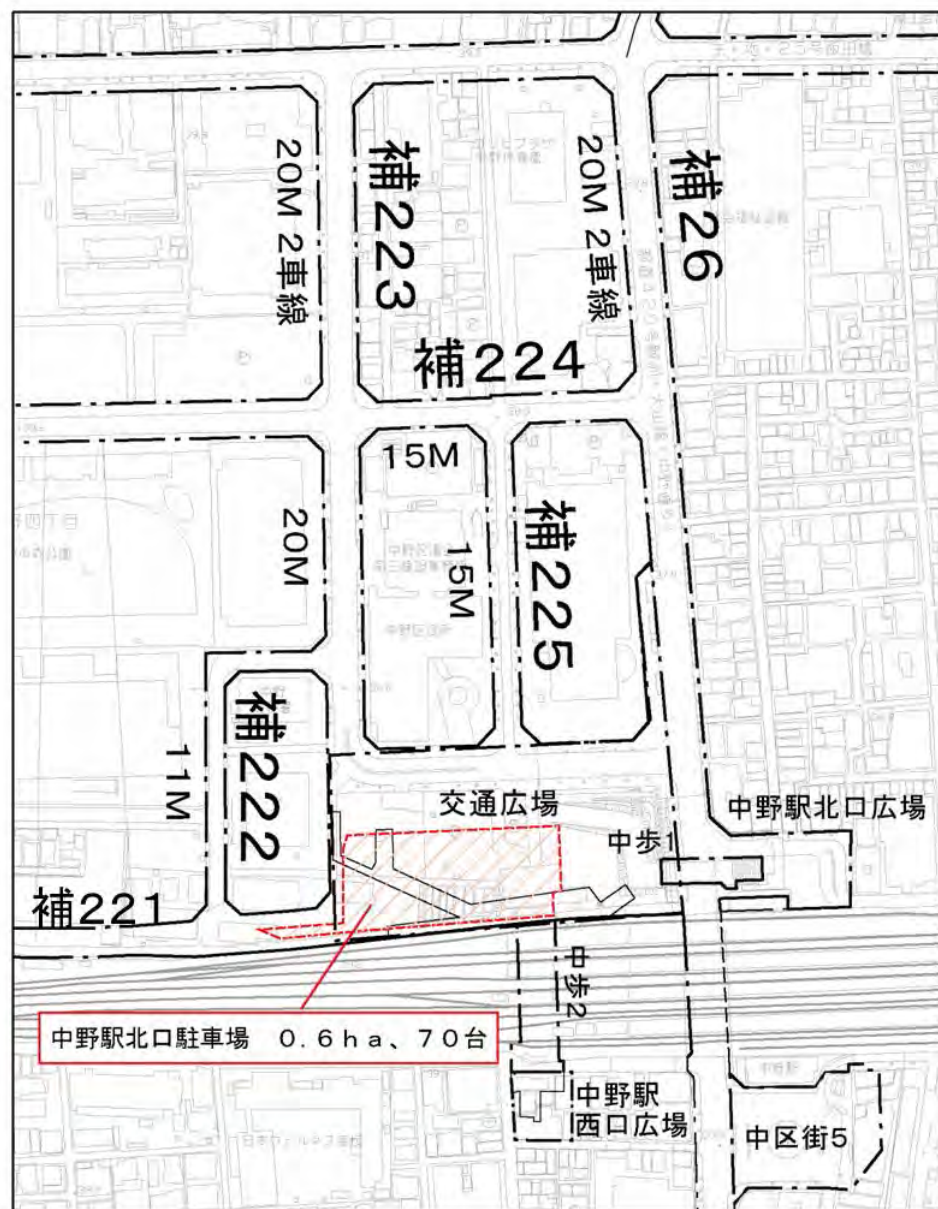 20M 2車線
補223
20M 2車線
補26
補224
15M
20M
15M
補225
11M
補222
交通広場
中野駅北口広場
中歩1
補221
中歩2
中野駅北口駐車場　0.6ha、70台
中野駅
西口広場
中区街5